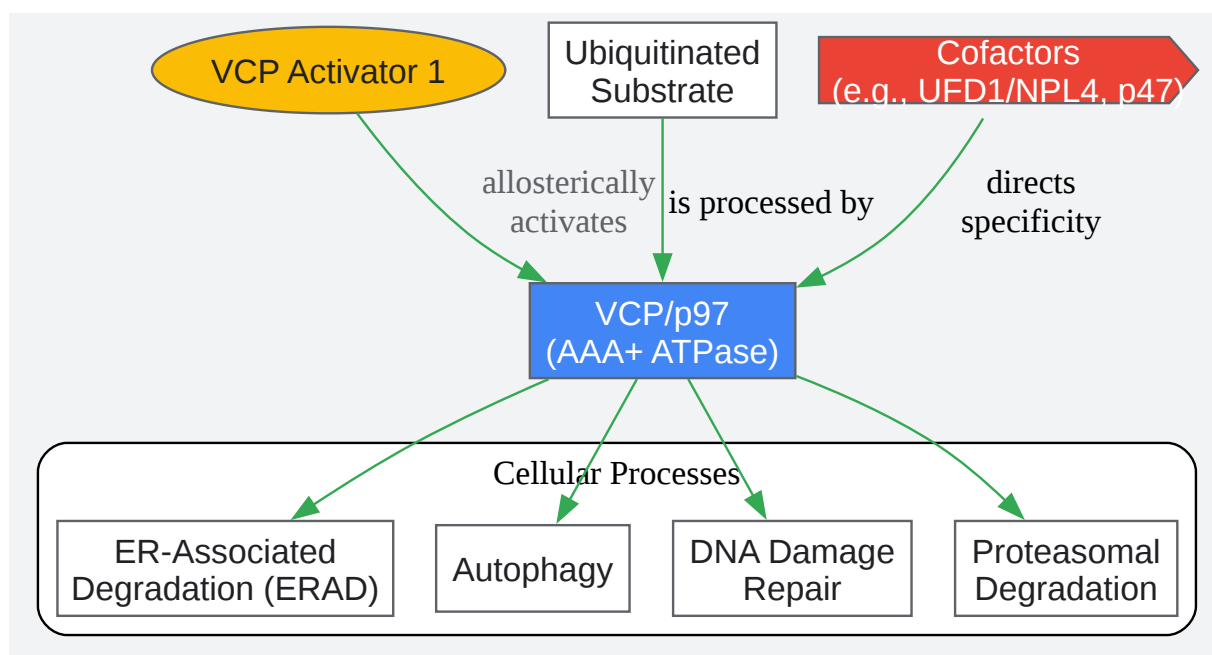 VCP Activator 1
Ubiquitinated
Substrate
Cofactors
(e.g., UFD1/NPL4, p47)
allosterically
activates
is processed by
directs
specificity
VCP/p97
(AAA+ ATPase)
Cellular Processes
ER-Associated
Degradation (ERAD)
Autophagy
DNA Damage
Repair
Proteasomal
Degradation